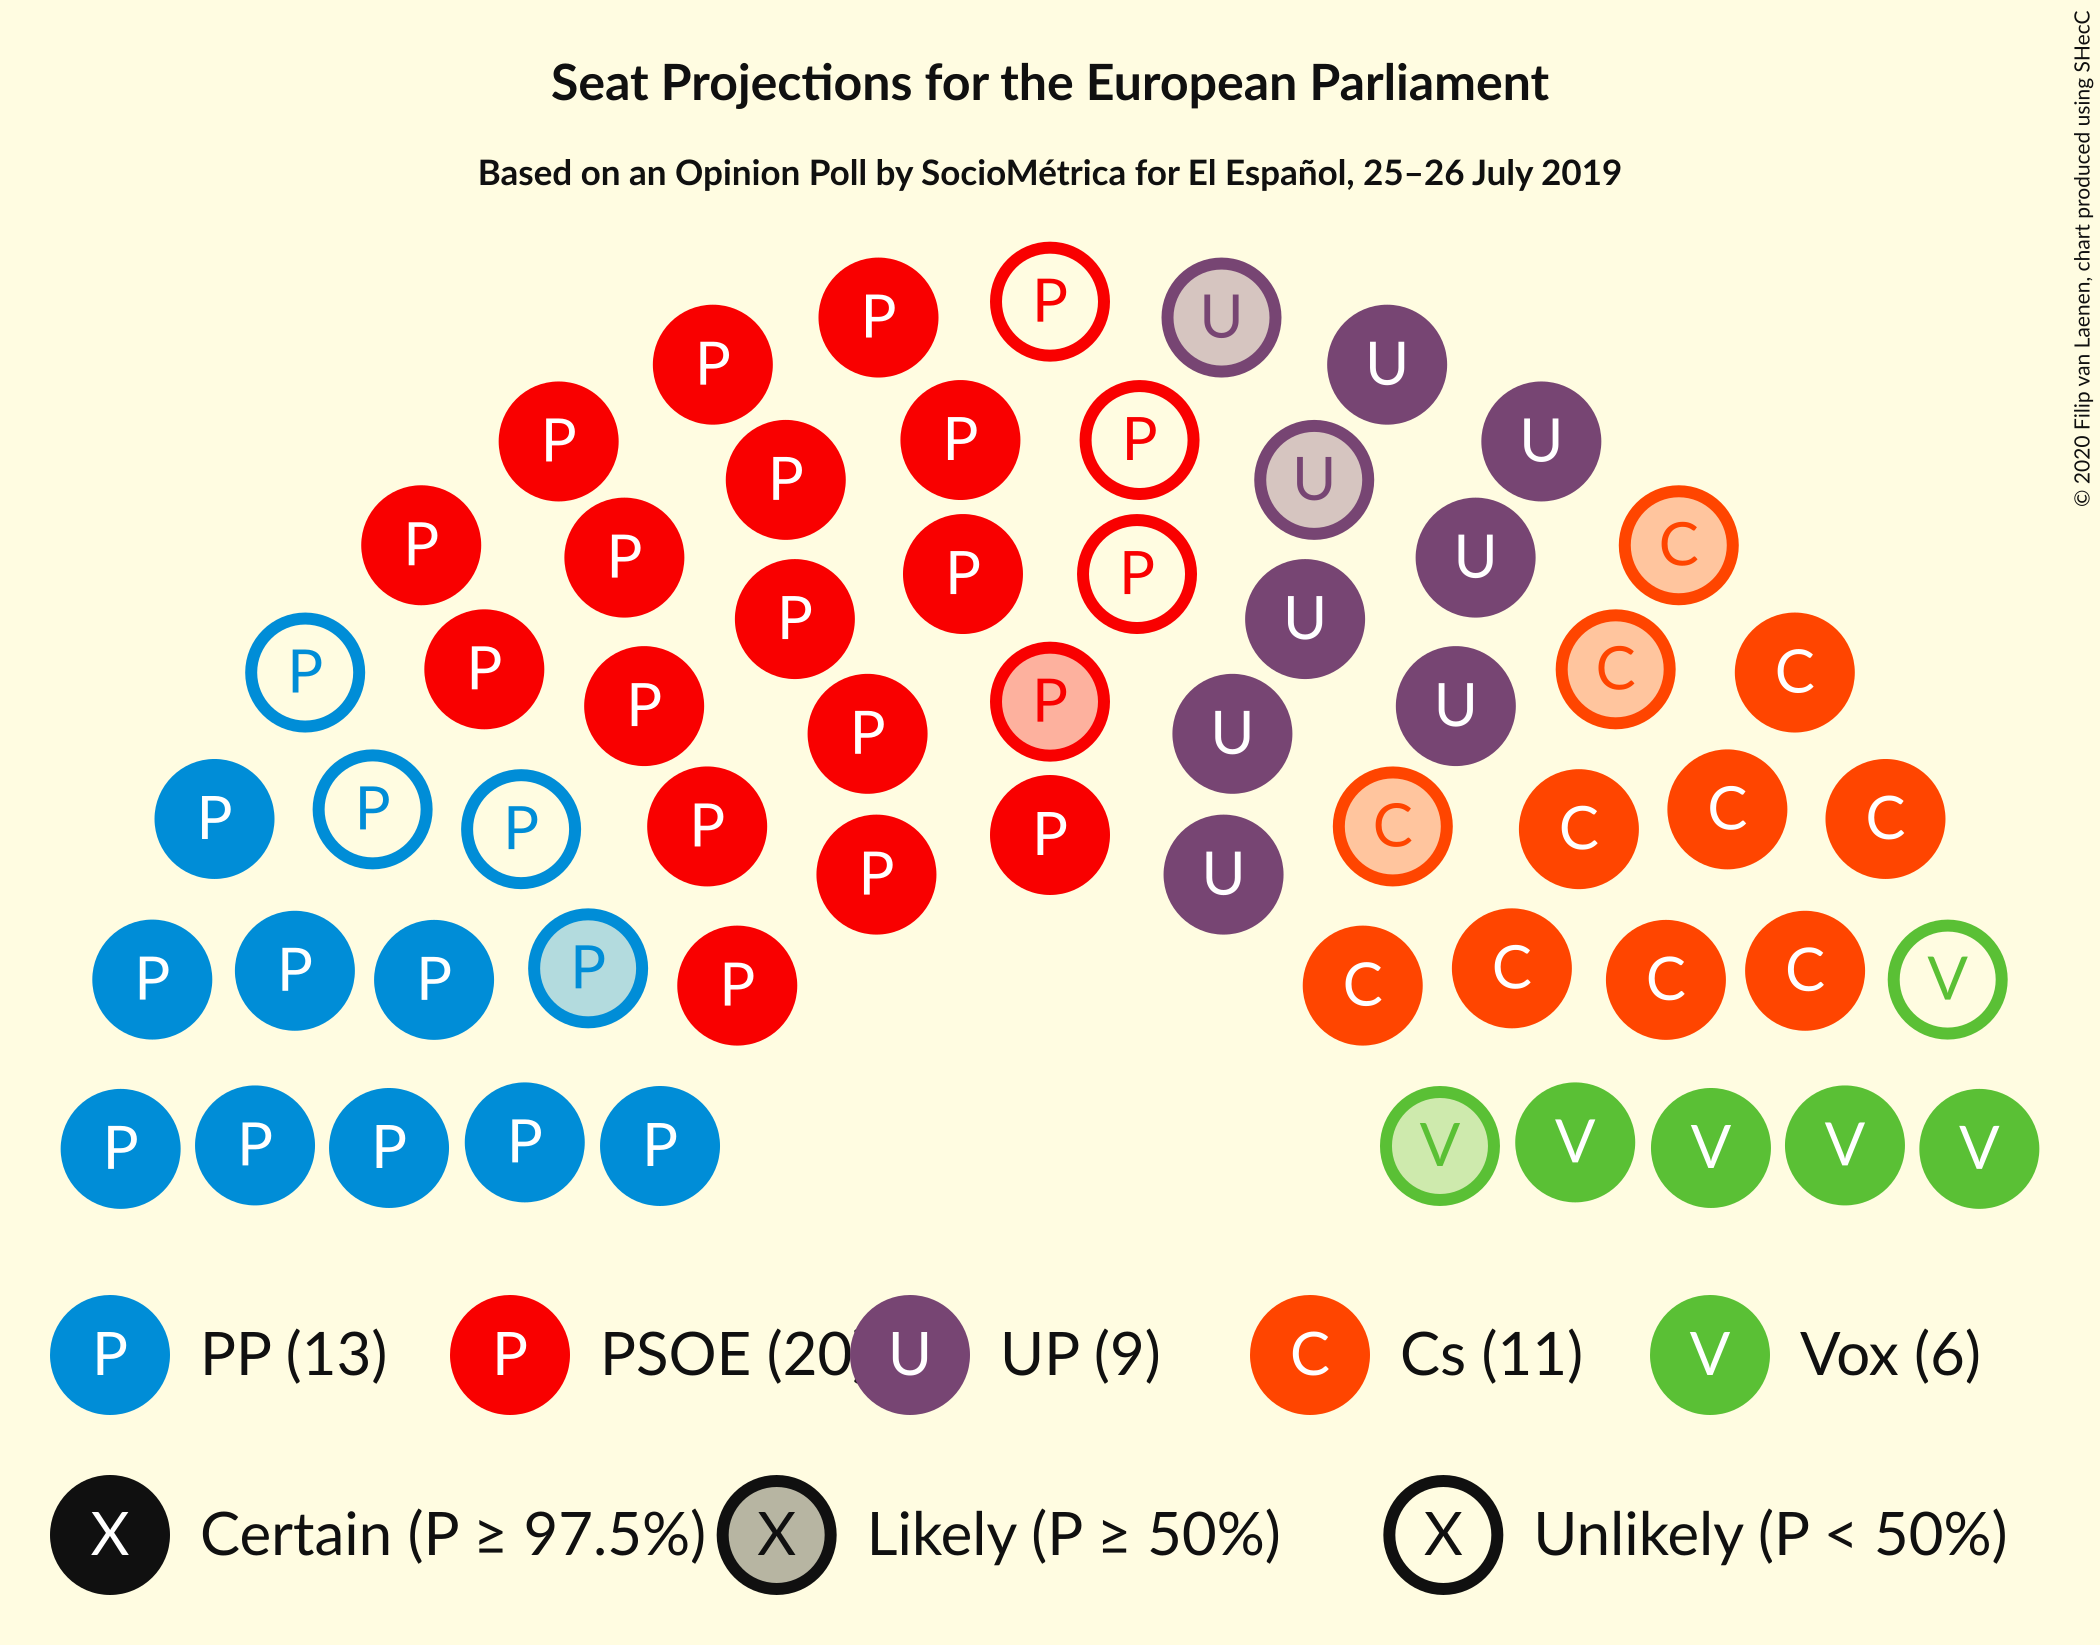 Seat Projections for the European Parliament
Based on an Opinion Poll by SocioMétrica for El Español, 25–26 July 2019
© 2020 Filip van Laenen, chart produced using SHecC
P P U
P U
P P P U
P U
P P U
P P P C
P P U
P P U C C
P P P U
P P P C C C
P P U
P P P C C C
P P P C
P P P P P C C C C V
P P P P P V V V V V
P PP (13) P PSOE (20) U UP (9) C Cs (11) V Vox (6)
X Certain (P ≥ 97.5%) X Likely (P ≥ 50%) X Unlikely (P < 50%)